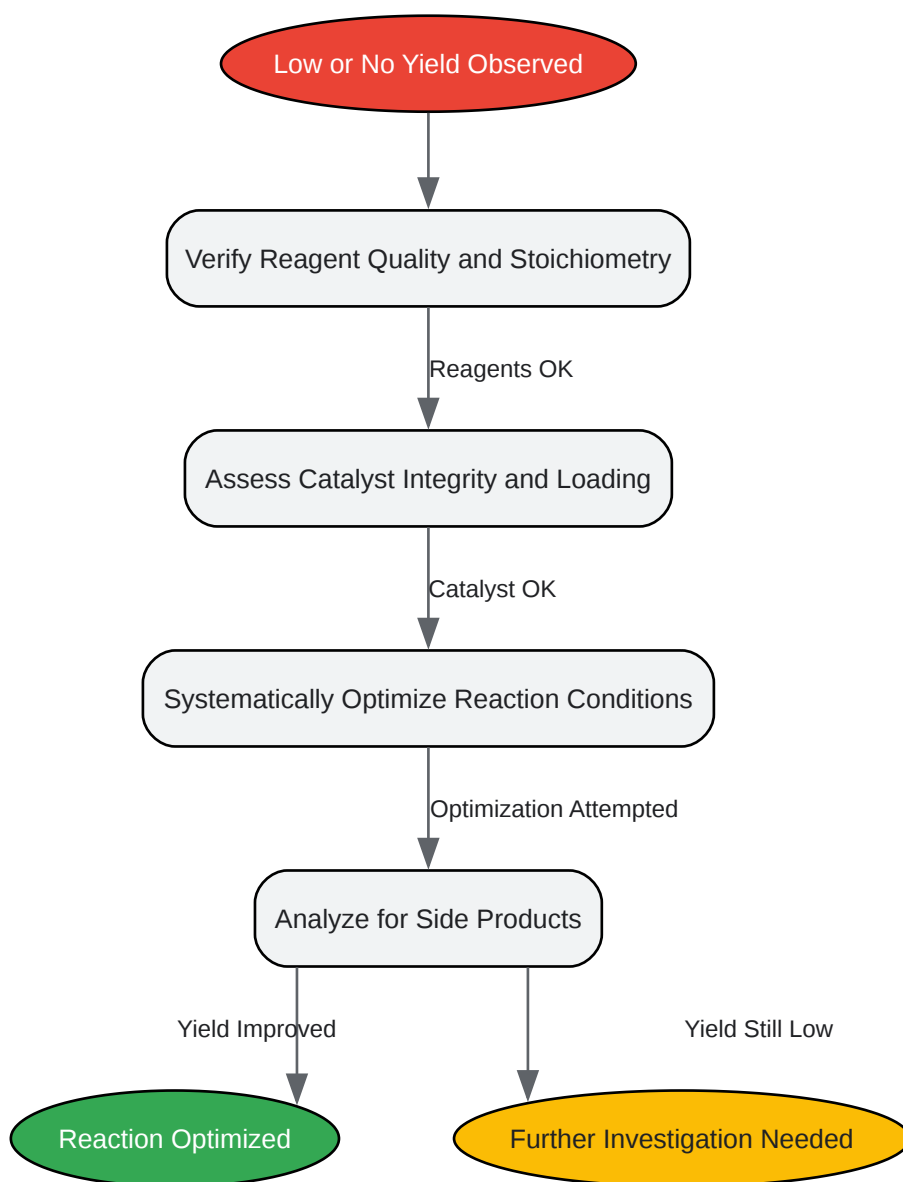 Low or No Yield Observed
Verify Reagent Quality and Stoichiometry
Reagents OK
Assess Catalyst Integrity and Loading
Catalyst OK
Systematically Optimize Reaction Conditions
Optimization Attempted
Analyze for Side Products
Yield Improved
Yield Still Low
Reaction Optimized
Further Investigation Needed